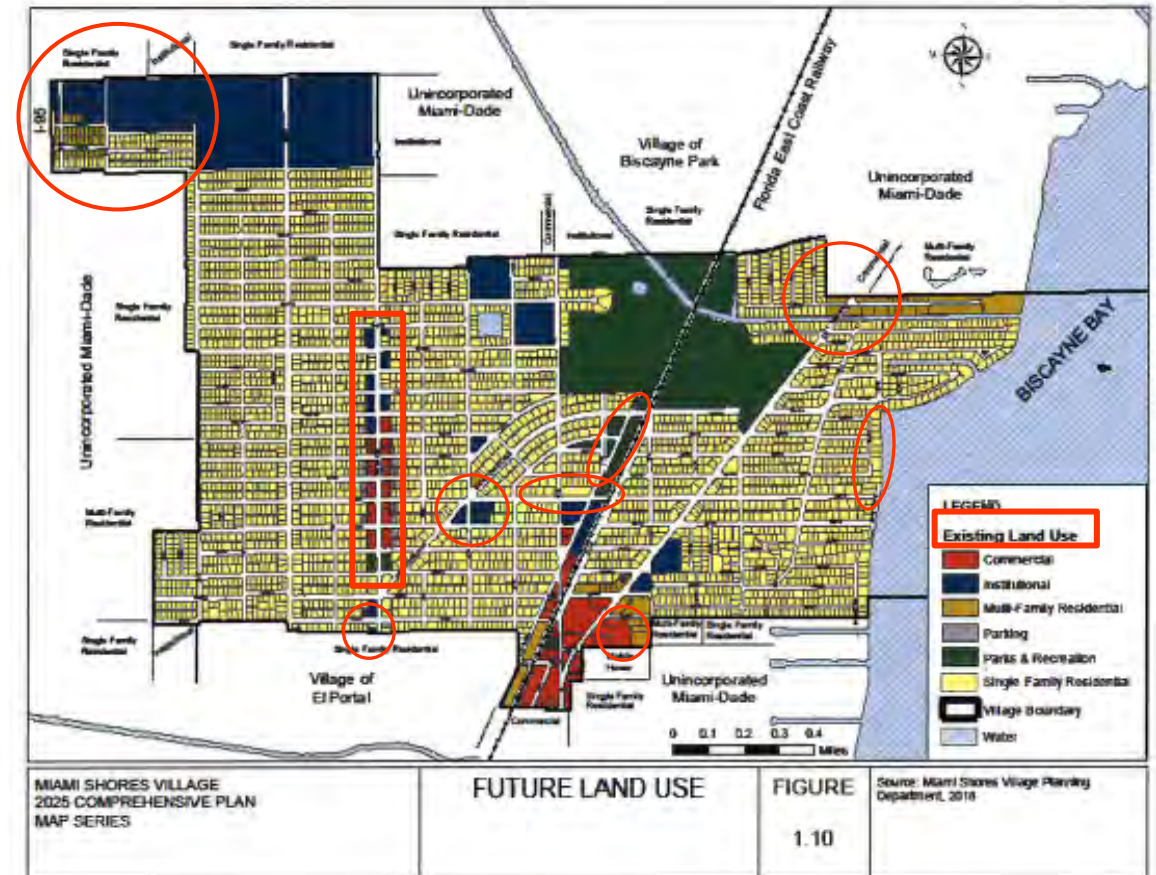 Single Family
Residential
Institutional
Single Family Residential
I-95
Unincorporated
Miami-Dade
Institutional
Village of
Biscayne Park
Florida East Coast Railway
Unincorporated
Miami-Dade
Single Family
Residential
Commercial
Institutional
Single Family Residential
Commercial
Multi-Family
Residential
Single Family
Residential
Unincorporated Miami-Dade
BISCAYNE BAY
Multi-Family
Residential
Single Family
Residential
Institutional
Single Family Residential
Village of
El Portal
Multi-Family
Residential
Single Family
Residential
Single Family
Residential
Unincorporated
Miami-Dade
Commercial
0 0.1 0.2 0.3 0.4
Miles
LEGEND
Existing Land Use
Commercial
Institutional
Multi-Family Residential
Parking
Parks & Recreation
Single Family Residential
Village Boundary
Water
MIAMI SHORES VILLAGE
2025 COMPREHENSIVE PLAN
MAP SERIES
FUTURE LAND USE
FIGURE
1.10
Source: Miami Shores Village Planning
Department, 2018